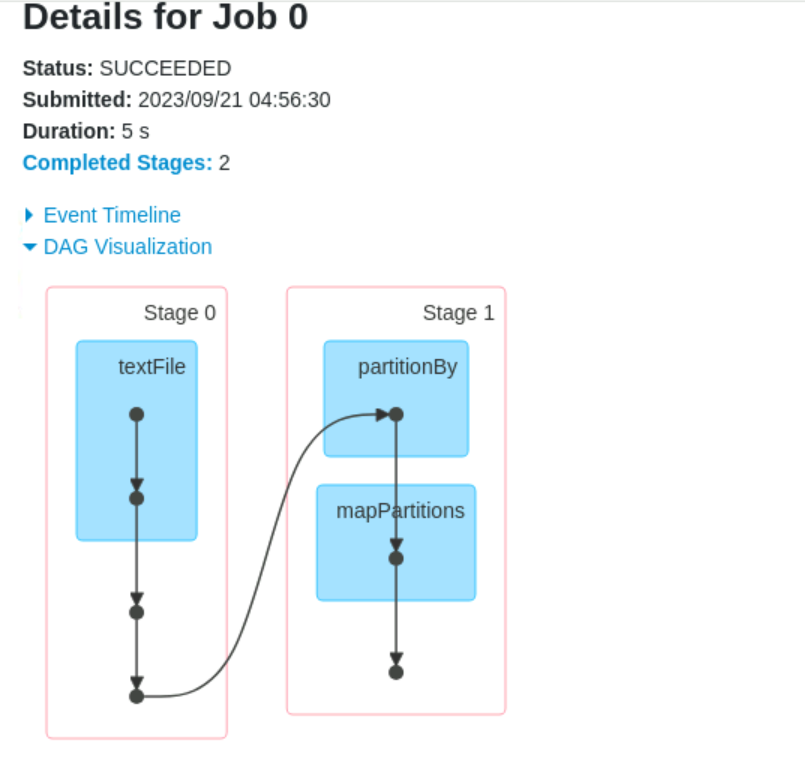 Details for Job 0
Status: SUCCEEDED
Submitted: 2023/09/21 04:56:30
Duration: 5 s
Completed Stages: 2
Event Timeline
DAG Visualization
Stage 0
textFile
Stage 1
partitionBy
mapPartitions